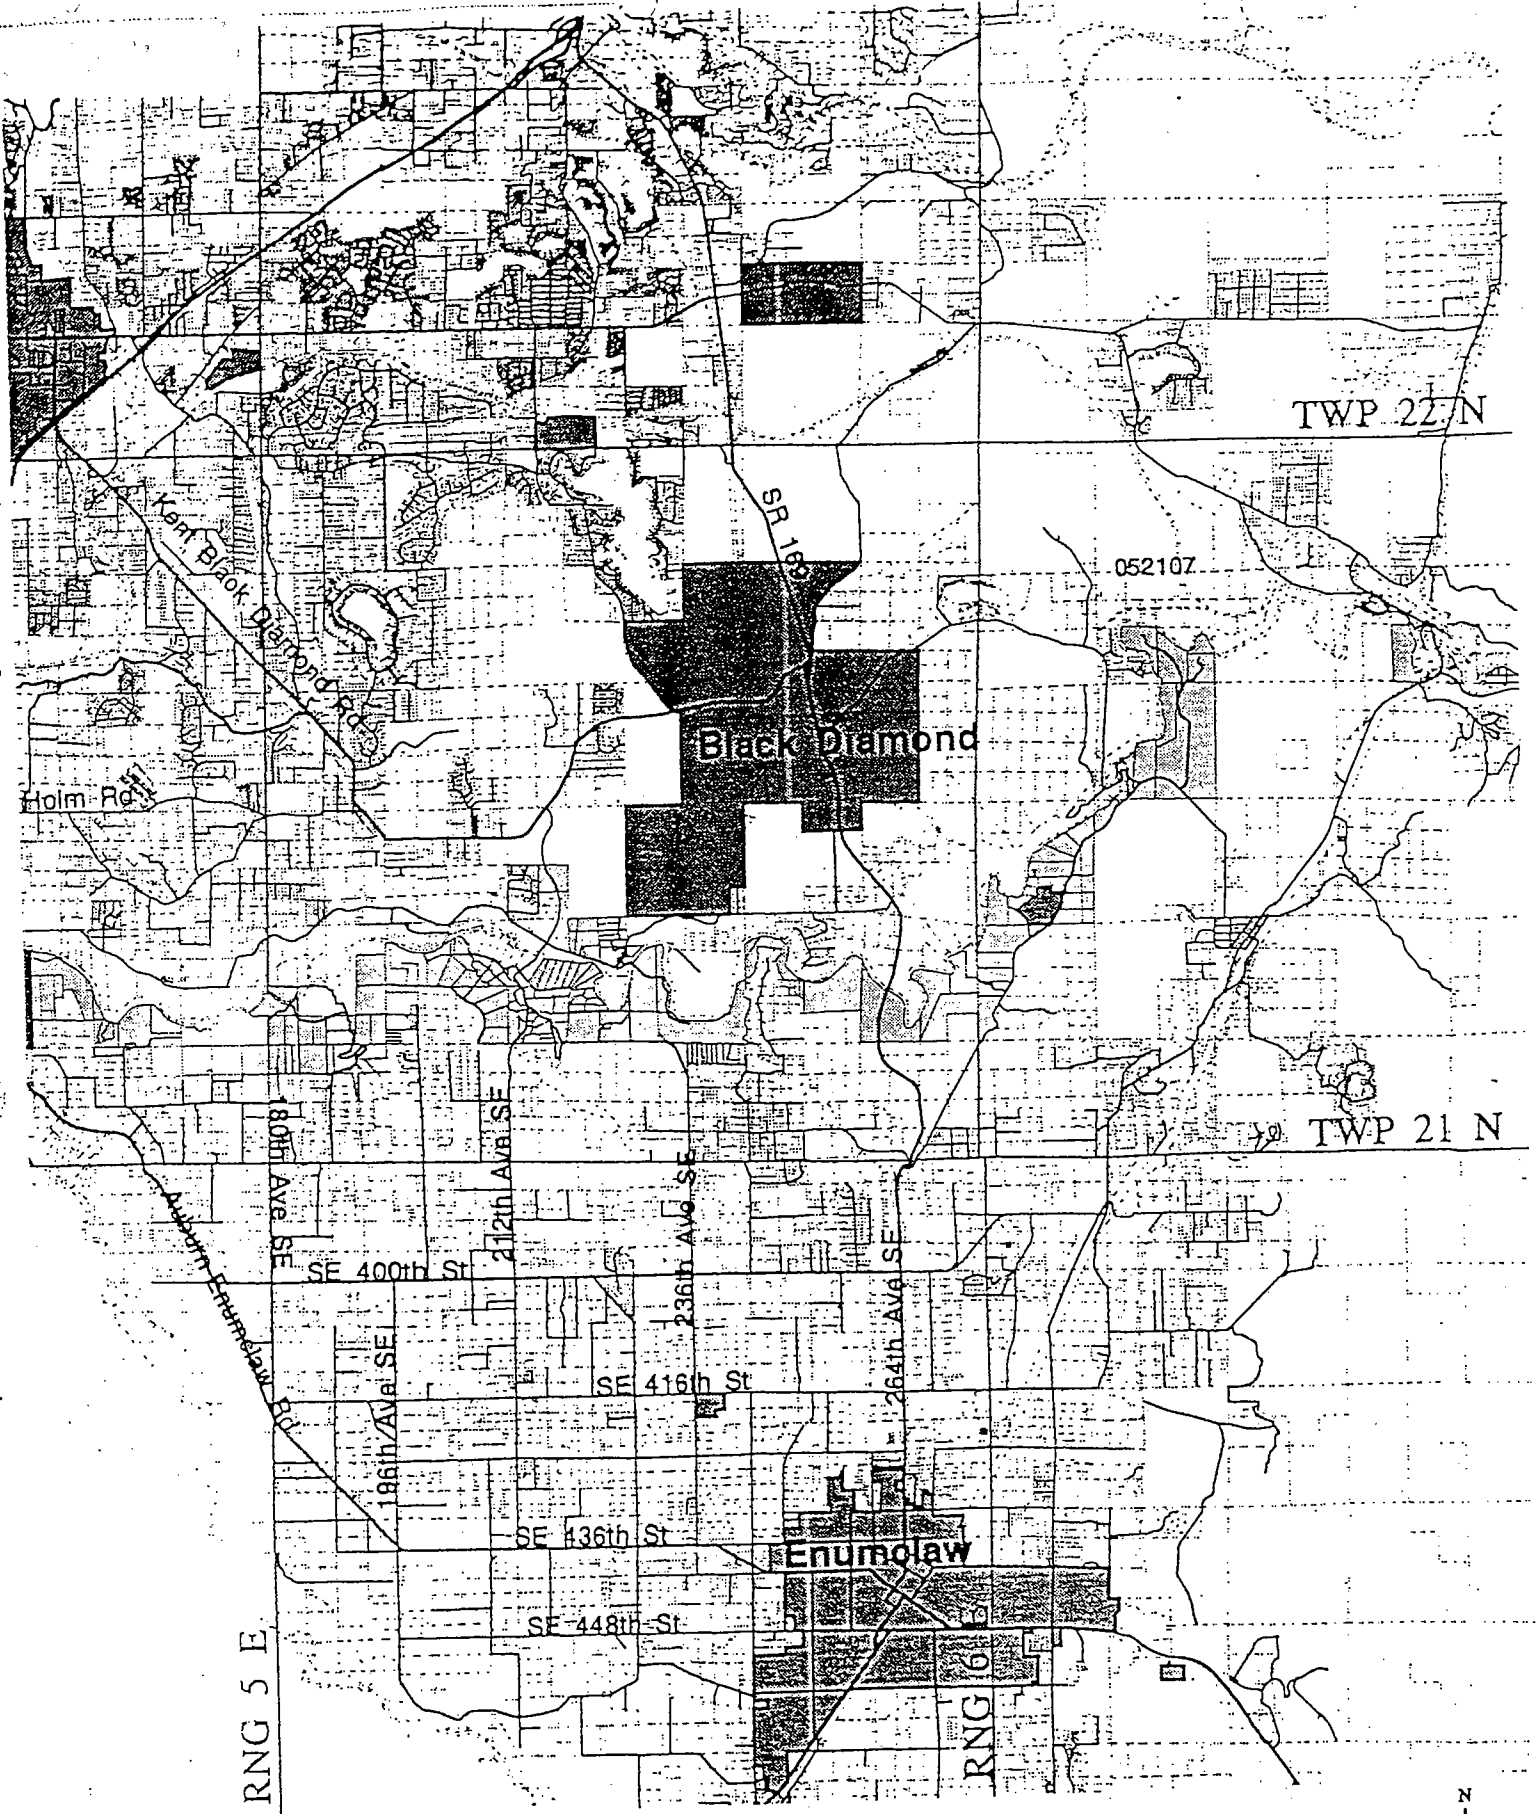 TWP 22 N
SR 169
Kent Black Diamond Rd
052107
Black Diamond
Holm Rd
TWP 21 N
180th Ave SE
212th Ave SE
236th Ave SE
Auburn Enumclaw Rd
SE 400th St
264th Ave SE
196th Ave SE
SE 416th St
SE 436th St
Enumclaw
SE 448th St
RNG 5 E
RNG 6 E
N